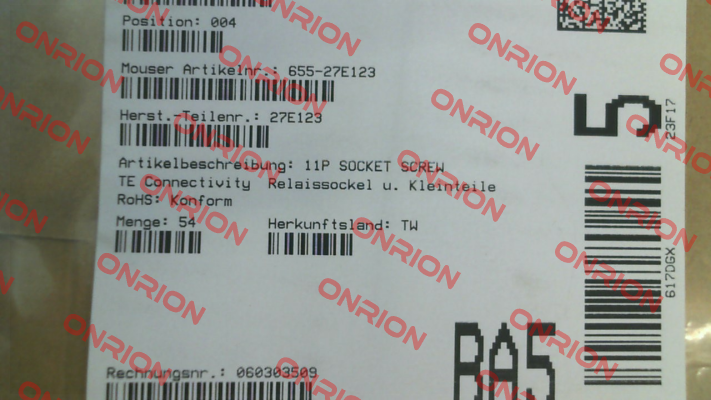 Position: 004
Mouser Artikelnr.: 655-27E123
Herst.-Teilenr.: 27E123
Artikelbeschreibung: 11P SOCKET SCREW
TE Connectivity Relaissockel u. Kleinteile
RoHS: Konform
Menge: 54
Herkunftsland: TW
Rechnungsnr.: 060303509
BA5
5
23F17
617DGX
ONRION